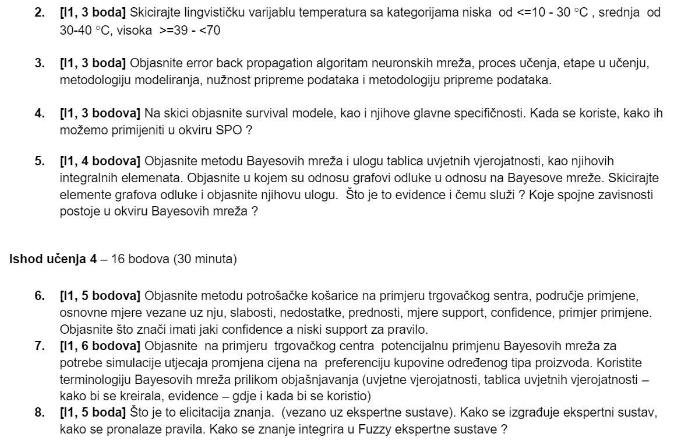 2. [I1, 3 boda] Skicirajte lingvističku varijablu temperatura sa kategorijama niska od <=10 - 30 °C , srednja od
30-40 °C, visoka >=39 - <70
3. [I1, 3 boda] Objasnite error back propagation algoritam neuronskih mreža, proces učenja, etape u učenju,
metodologiju modeliranja, nužnost pripreme podataka i metodologiju pripreme podataka.
4. [I1, 3 bodova] Na skici objasnite survival modele, kao i njihove glavne specifičnosti. Kada se koriste, kako ih
možemo primijeniti u okviru SPO ?
5. [I1, 4 bodova] Objasnite metodu Bayesovih mreža i ulogu tablica uvjetnih vjerojatnosti, kao njihovih
integralnih elemenata. Objasnite u kojem su odnosu grafovi odluke u odnosu na Bayesove mreže. Skicirajte
elemente grafova odluke i objasnite njihovu ulogu. Što je to evidence i čemu služi ? Koje spojne zavisnosti
postoje u okviru Bayesovih mreža ?
Ishod učenja 4 – 16 bodova (30 minuta)
6. [I1, 5 bodova] Objasnite metodu potrošačke košarice na primjeru trgovačkog sentra, područje primjene,
osnovne mjere vezane uz nju, slabosti, nedostatke, prednosti, mjere support, confidence, primjer primjene.
Objasnite što znači imati jaki confidence a niski support za pravilo.
7. [I1, 6 bodova] Objasnite na primjeru trgovačkog centra potencijalnu primjenu Bayesovih mreža za
potrebe simulacije utjecaja promjena cijena na preferenciju kupovine određenog tipa proizvoda. Koristite
terminologiju Bayesovih mreža prilikom objašnjavanja (uvjetne vjerojatnosti, tablica uvjetnih vjerojatnosti –
kako bi se kreirala, evidence – gdje i kada bi se koristio)
8. [I1, 5 boda] Što je to elicitacija znanja. (vezano uz ekspertne sustave). Kako se izgrađuje ekspertni sustav,
kako se pronalaze pravila. Kako se znanje integrira u Fuzzy ekspertne sustave ?